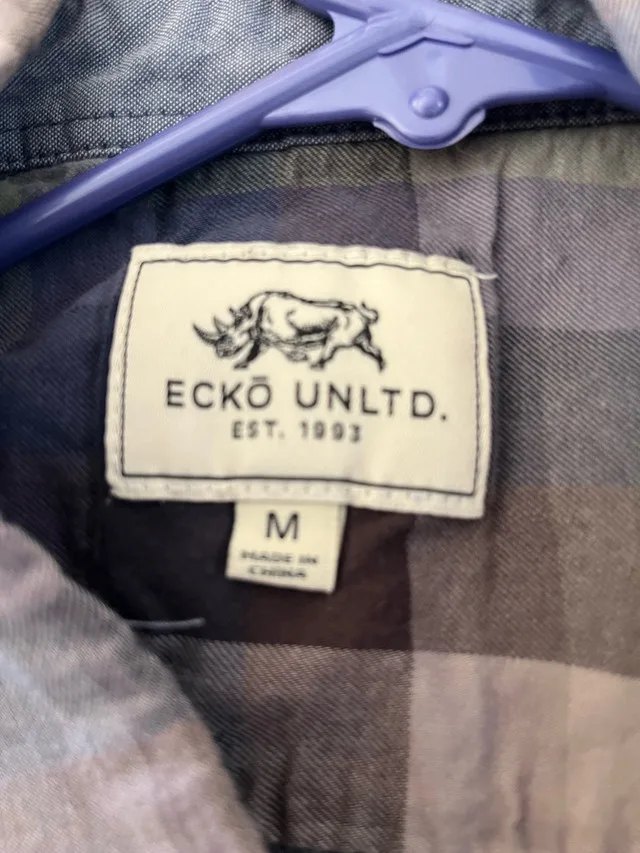 ECKŌ UNLTD.
EST. 1993
M
MADE IN
CHINA